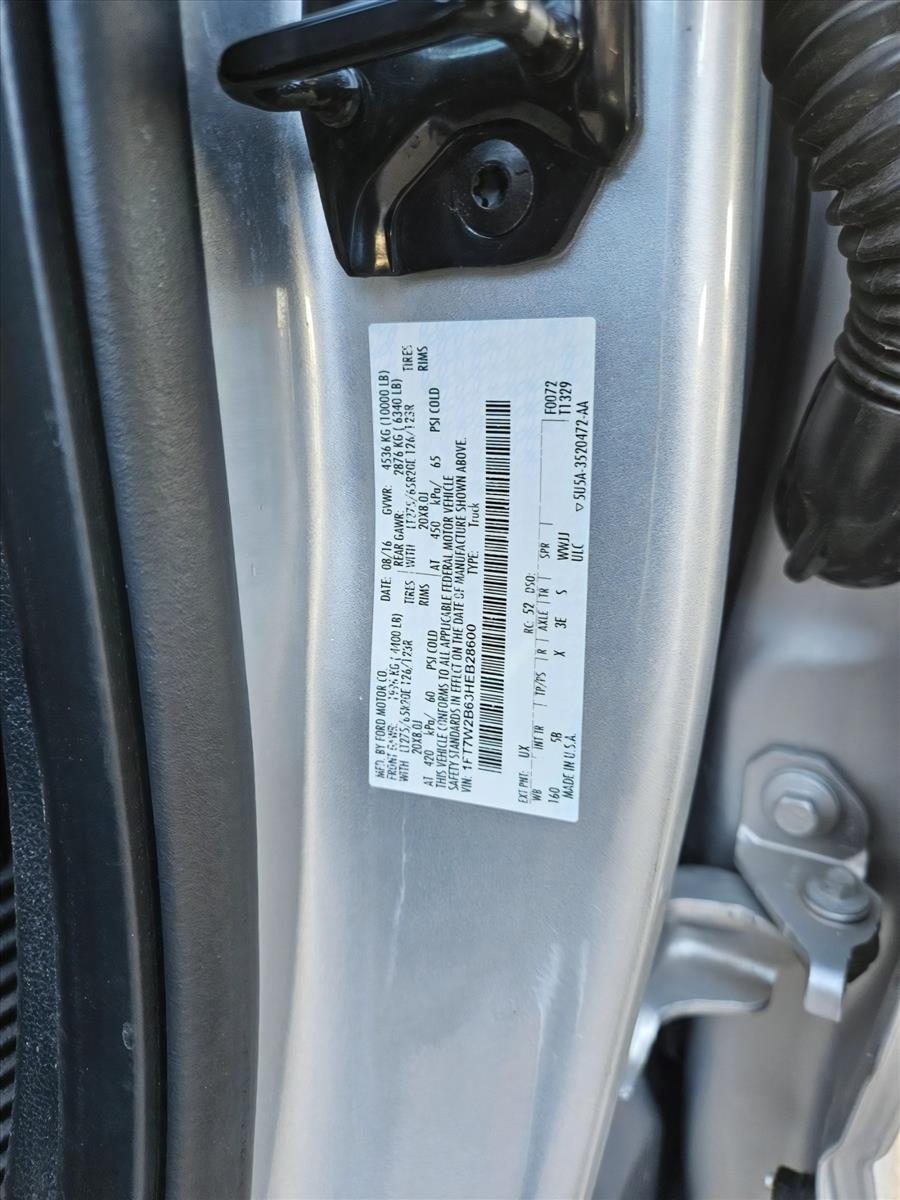 MFD. BY FORD MOTOR CO. DATE: 08/16 GVWR: 4536 KG (10000 LB)
FRONT GAWR: KG ( 4400 LB) REAR GAWR: 2876 KG ( 6340 LB)
WITH LT275/65R20E 126/123R TIRES WITH LT275/65R20E 126/123R TIRES
20X8.0J RIMS 20X8.0J RIMS
AT 420 kPa/ 60 PSI COLD AT 450 kPa/ 65 PSI COLD
THIS VEHICLE CONFORMS TO ALL APPLICABLE FEDERAL MOTOR VEHICLE
SAFETY STANDARDS IN EFFECT ON THE DATE OF MANUFACTURE SHOWN ABOVE.
VIN: 1FT7W2B63HEB28600 TYPE: Truck
EXT PNT: UX RC: 52 DSO: F0072
WB INT TR TP/PS R AXLE TR SPR T1329
160 5B X 3E S WWJJ
MADE IN U.S.A. ULC ▽5U5A-3520472-AA